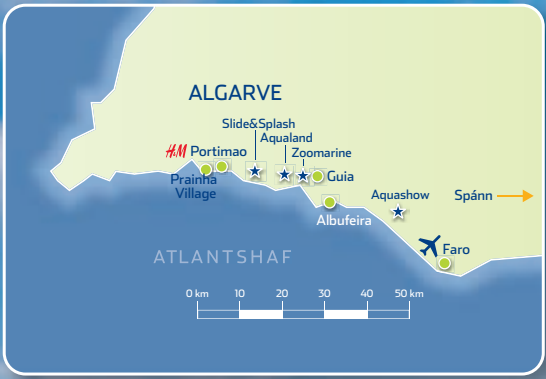 ALGARVE
Slide&Splash
Aqualand
Zoomarine
H&M Portimao
Guia
Prainha
Village
Aquashow
Spánn
Albufeira
Faro
ATLANTSHAF
0 km 10 20 30 40 50 km